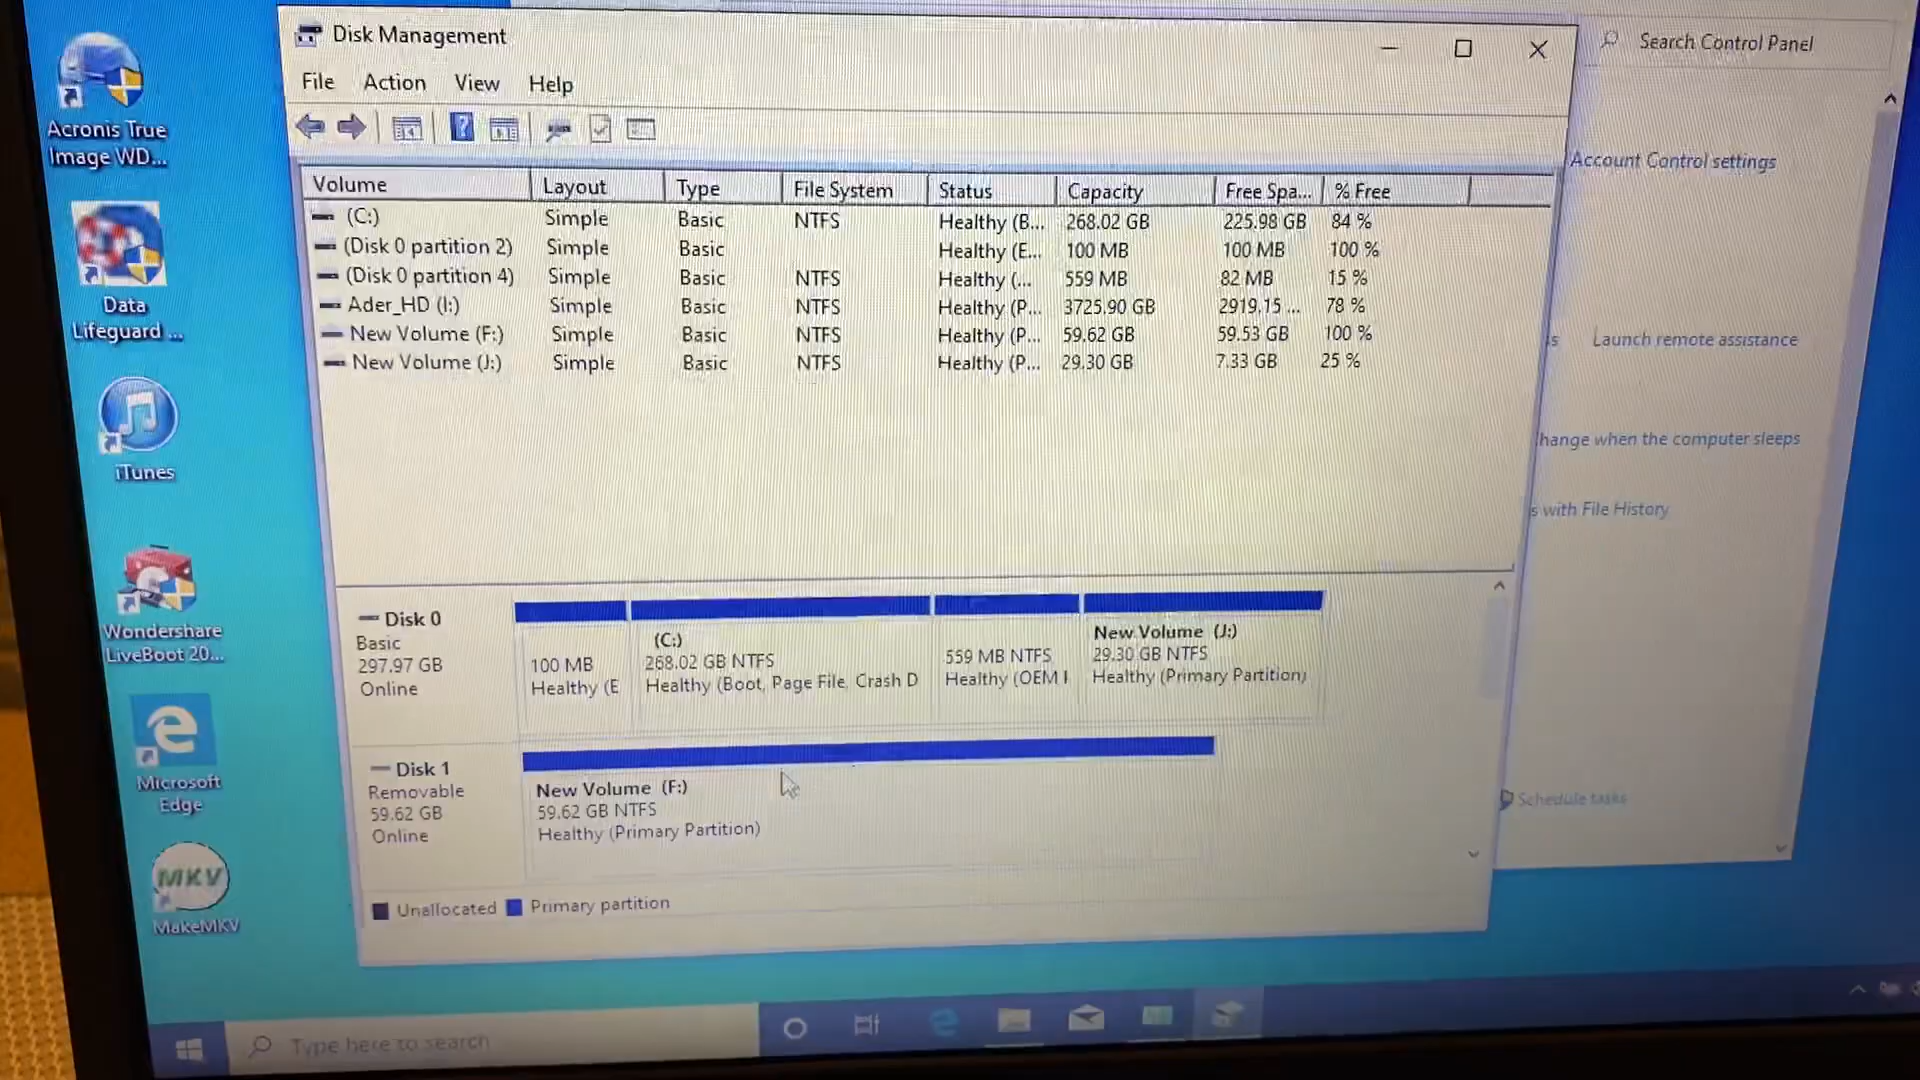 Disk Management
Search Control Panel
File Action View Help
Acronis True
Image WD...
Account Control settings
Volume Layout Type File System Status Capacity Free Spa... % Free
(C:) Simple Basic NTFS Healthy (B... 268.02 GB 225.98 GB 84 %
(Disk 0 partition 2) Simple Basic Healthy (E... 100 MB 100 MB 100 %
(Disk 0 partition 4) Simple Basic NTFS Healthy (... 559 MB 82 MB 15 %
Ader_HD (I:) Simple Basic NTFS Healthy (P... 3725.90 GB 2919.15 ... 78 %
New Volume (F:) Simple Basic NTFS Healthy (P... 59.62 GB 59.53 GB 100 %
New Volume (J:) Simple Basic NTFS Healthy (P... 29.30 GB 7.33 GB 25 %
Data
Lifeguard ...
s Launch remote assistance
iTunes
hange when the computer sleeps
s with File History
Wondershare
LiveBoot 20...
Disk 0
Basic
297.97 GB
Online
100 MB
Healthy (E
(C:)
268.02 GB NTFS
Healthy (Boot, Page File, Crash D
559 MB NTFS
Healthy (OEM
New Volume (J:)
29.30 GB NTFS
Healthy (Primary Partition)
Microsoft
Edge
Disk 1
Removable
59.62 GB
Online
New Volume (F:)
59.62 GB NTFS
Healthy (Primary Partition)
Schedule tasks
MKV
MakeMKV
Unallocated Primary partition
Type here to search